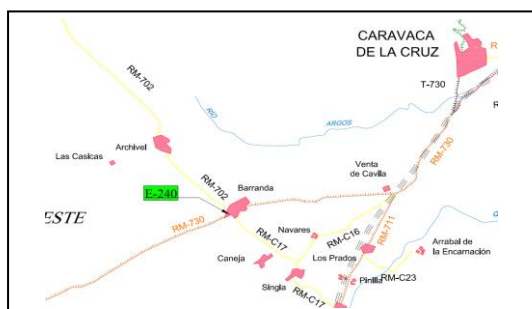 CARAVACA
DE LA CRUZ
RM-702
T-730
RIO
ARGOS
RM-730
Archivel
Las Casicas
Venta
de Cavilla
RM-702
Barranda
E-240
ESTE
RM-730
Navares
RM-C16
RM-711
RM-C17
Arrabal de
la Encarnación
Caneja
Los Prados
RM-C23
Pinilla
Singla
RM-C17